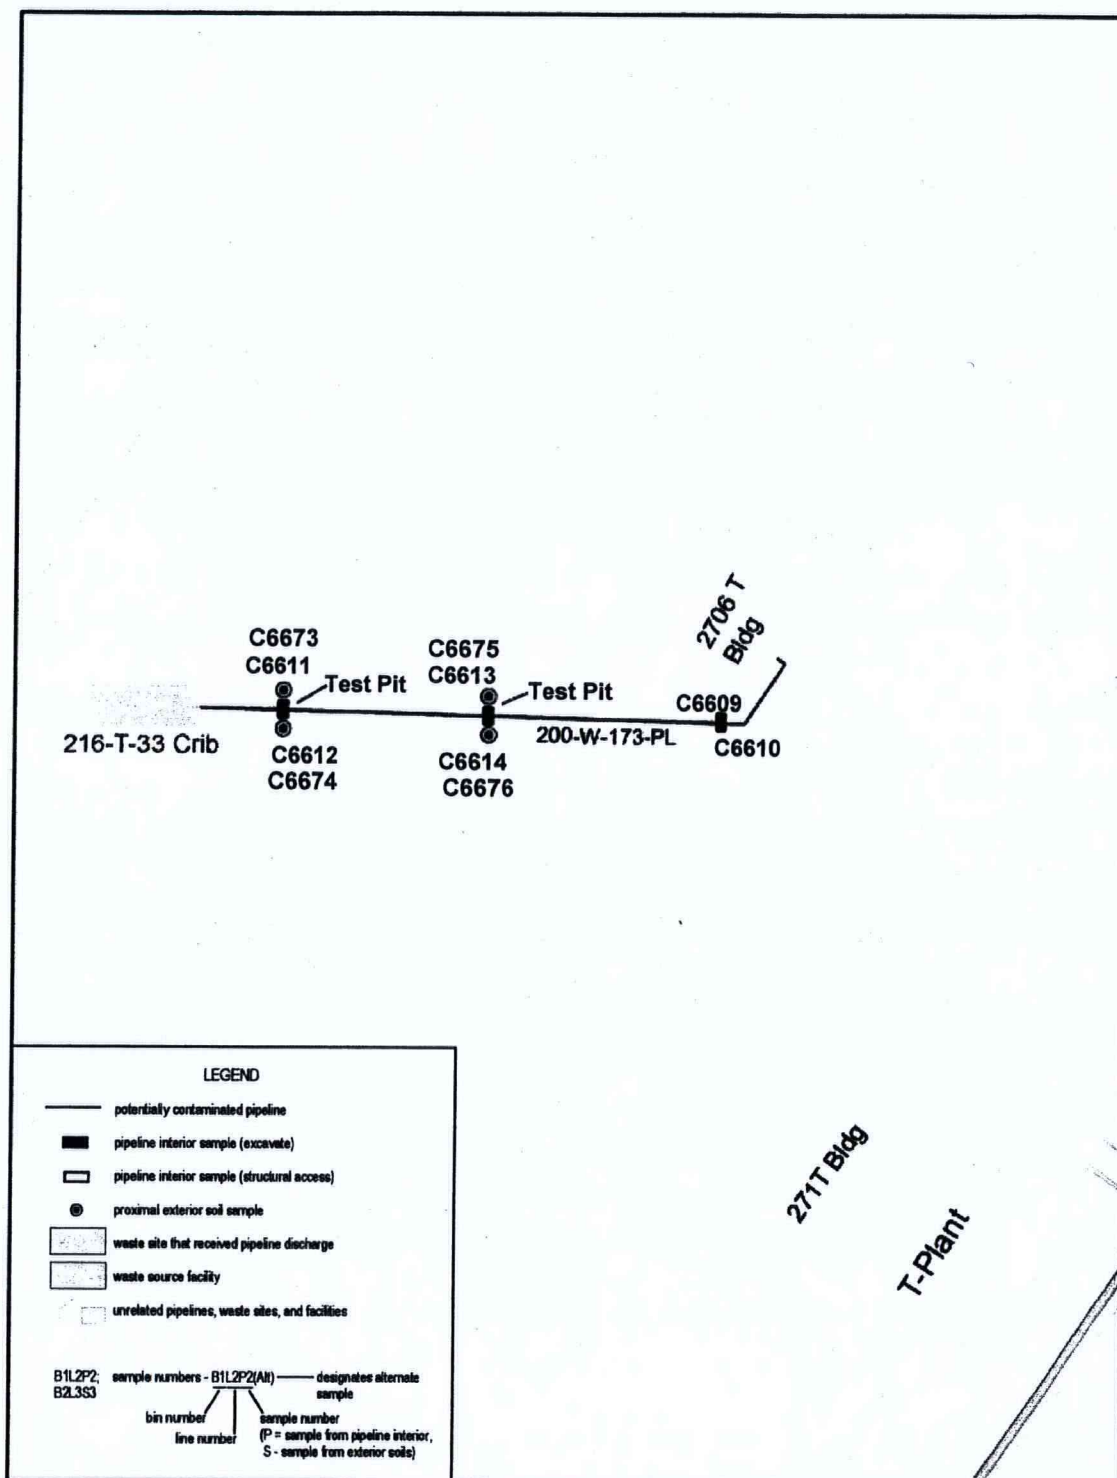 2706 T
Bldg
C6673
C6611
Test Pit
C6675
C6613
Test Pit
C6609
200-W-173-PL
C6610
216-T-33 Crib
C6612
C6674
C6614
C6676
271T Bldg
T-Plant
LEGEND
potentially contaminated pipeline
pipeline interior sample (excavate)
pipeline interior sample (structural access)
proximal exterior soil sample
waste site that received pipeline discharge
waste source facility
unrelated pipelines, waste sites, and facilities
B1L2P2; sample numbers - B1L2P2(Alt) designates alternate
B2L3S3 sample
bin number sample number
line number (P = sample from pipeline interior,
S - sample from exterior soils)